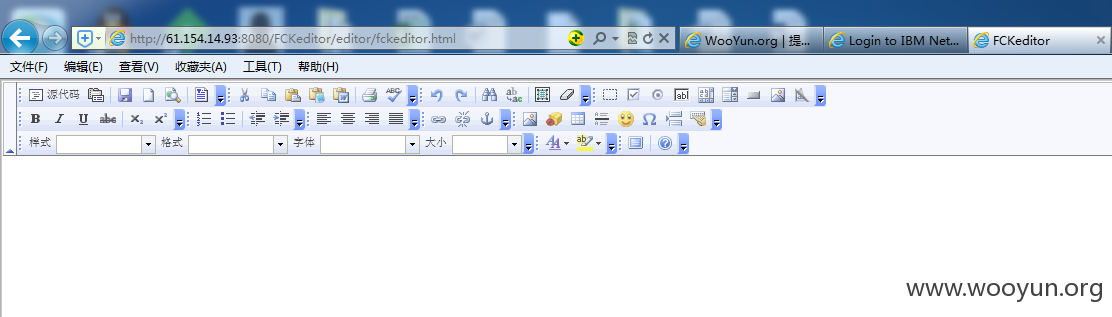 http://61.154.14.93:8080/FCKeditor/editor/fckeditor.html WooYun.org | 提... Login to IBM Net... FCKeditor
文件(F) 编辑(E) 查看(V) 收藏夹(A) 工具(T) 帮助(H)
源代码
B I U abc X₂ X²
样式 格式 字体 大小
www.wooyun.org